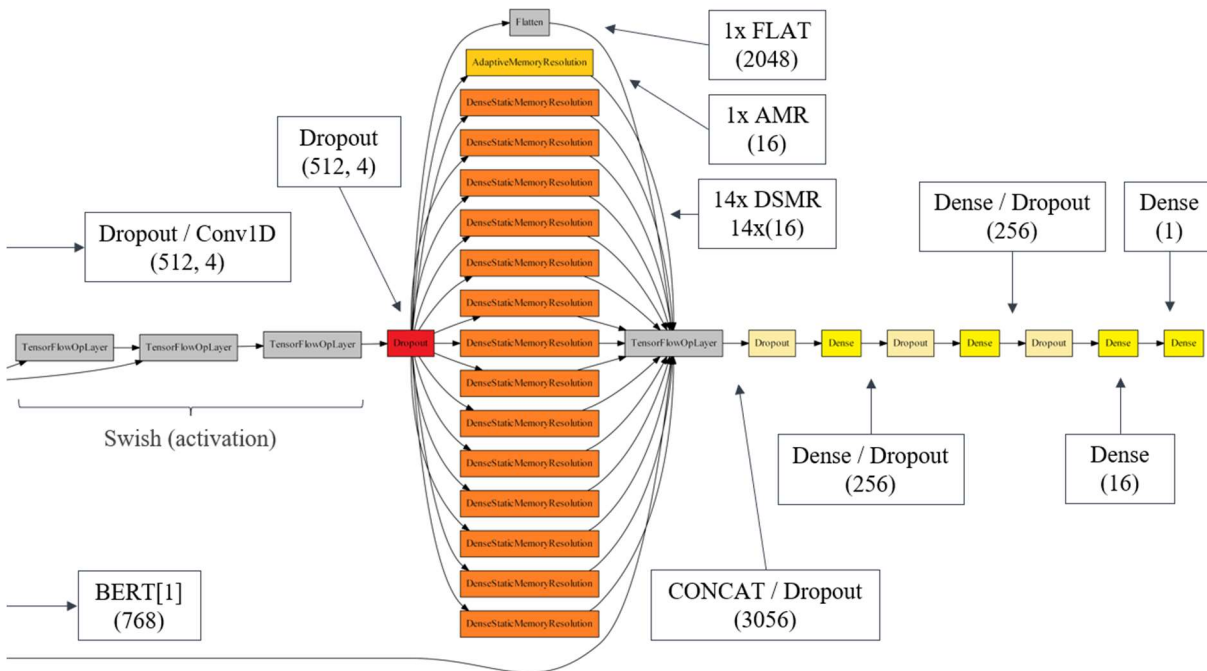 Flatten
1x FLAT
(2048)
AdaptiveMemoryResolution
DenseStaticMemoryResolution
1x AMR
(16)
Dropout
(512, 4)
DenseStaticMemoryResolution
DenseStaticMemoryResolution
14x DSMR
14x(16)
Dense / Dropout
(256)
Dense
(1)
Dropout / Conv1D
(512, 4)
DenseStaticMemoryResolution
DenseStaticMemoryResolution
DenseStaticMemoryResolution
TensorFlowOpLayer
TensorFlowOpLayer
TensorFlowOpLayer
Dropout
DenseStaticMemoryResolution
TensorFlowOpLayer
Dropout
Dense
Dropout
Dense
Dropout
Dense
Dense
DenseStaticMemoryResolution
DenseStaticMemoryResolution
Swish (activation)
DenseStaticMemoryResolution
Dense / Dropout
(256)
Dense
(16)
DenseStaticMemoryResolution
DenseStaticMemoryResolution
DenseStaticMemoryResolution
BERT[1]
(768)
DenseStaticMemoryResolution
CONCAT / Dropout
(3056)